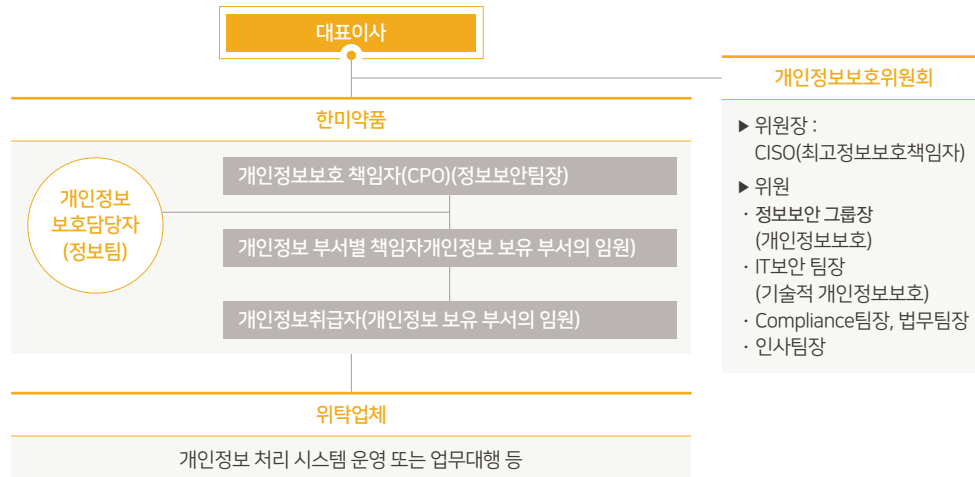 대표이사
개인정보보호위원회
▶ 위원장 :
CISO(최고정보보호책임자)
▶ 위원
· 정보보안 그룹장
(개인정보보호)
· IT보안 팀장
(기술적 개인정보보호)
· Compliance팀장, 법무팀장
· 인사팀장
한미약품
개인정보
보호담당자
(정보팀)
개인정보보호 책임자(CPO)(정보보안팀장)
개인정보 부서별 책임자개인정보 보유 부서의 임원)
개인정보취급자(개인정보 보유 부서의 임원)
위탁업체
개인정보 처리 시스템 운영 또는 업무대행 등